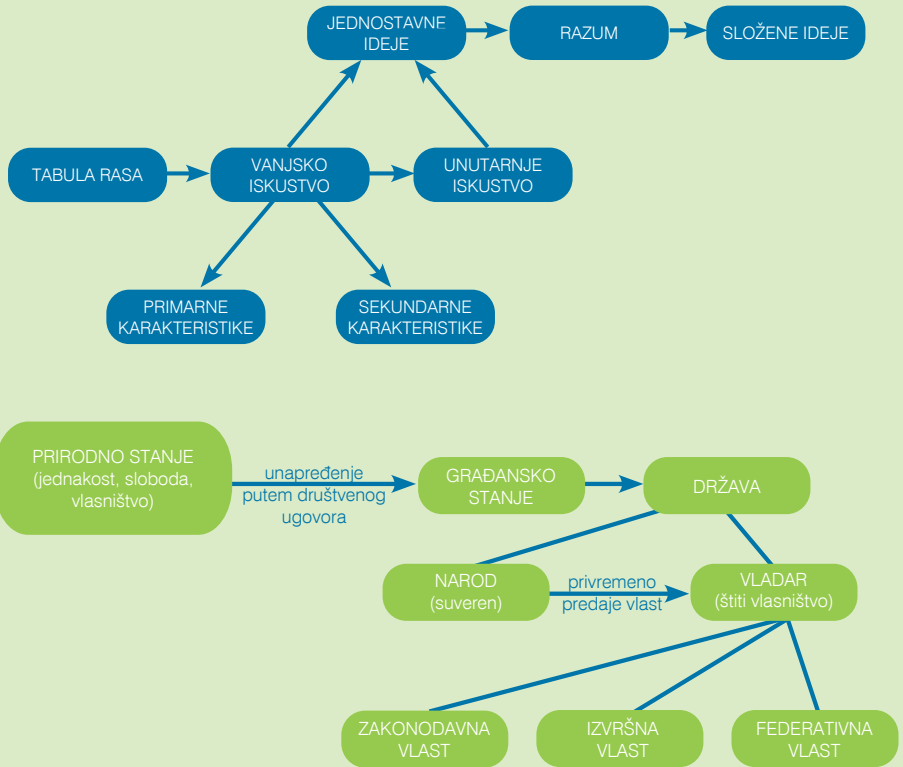 JEDNOSTAVNE
IDEJE
RAZUM
SLOŽENE IDEJE
TABULA RASA
VANJSKO
ISKUSTVO
UNUTARNJE
ISKUSTVO
PRIMARNE
KARAKTERISTIKE
SEKUNDARNE
KARAKTERISTIKE
PRIRODNO STANJE
(jednakost, sloboda,
vlasništvo)
unapređenje
putem društvenog
ugovora
GRAĐANSKO
STANJE
DRŽAVA
NAROD
(suveren)
privremeno
predaje vlast
VLADAR
(štiti vlasništvo)
ZAKONODAVNA
VLAST
IZVRŠNA
VLAST
FEDERATIVNA
VLAST